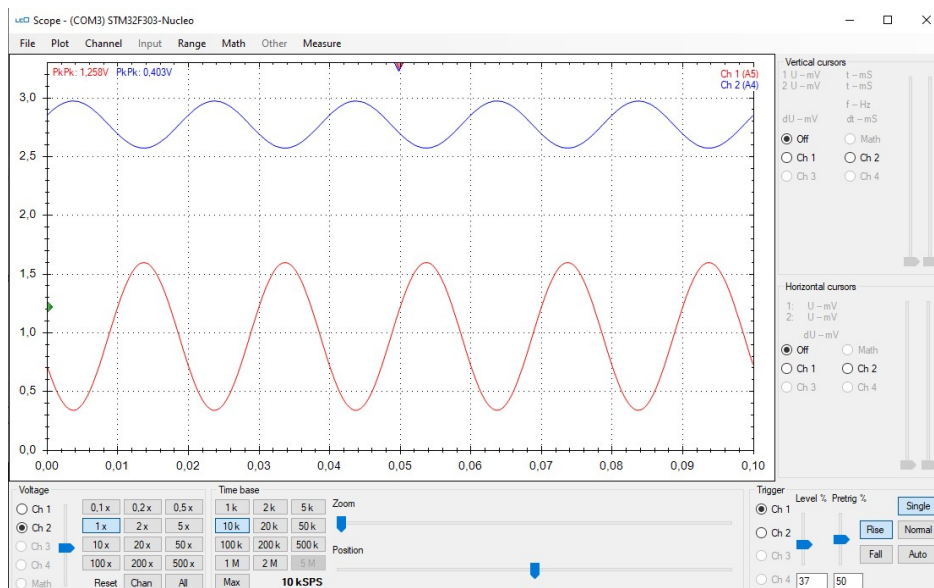 LEO Scope - (COM3) STM32F303-Nucleo
File Plot Channel Input Range Math Other Measure
PkPk: 1,258V PkPk: 0,403V
Ch 1 (A5)
Ch 2 (A4)
3,0
2,5
2,0
1,5
1,0
0,5
0,0
0,00 0,01 0,02 0,03 0,04 0,05 0,06 0,07 0,08 0,09 0,10
Vertical cursors
1 U -- mV t -- mS
2 U -- mV t -- mS
f -- Hz
dU -- mV dt -- mS
Off Math
Ch 1 Ch 2
Ch 3 Ch 4
Horizontal cursors
1: U -- mV
2: U -- mV
dU -- mV
Off Math
Ch 1 Ch 2
Ch 3 Ch 4
Voltage
Ch 1
Ch 2
Ch 3
Ch 4
Math
0,1 x 0,2 x 0,5 x
1 x 2 x 5 x
10 x 20 x 50 x
100 x 200 x 500 x
Reset Chan All
Time base
1 k 2 k 5 k
10 k 20 k 50 k
100 k 200 k 500 k
1 M 2 M 5 M
Max 10 kSPS
Zoom
Position
Trigger
Ch 1
Ch 2
Ch 3
Ch 4
Level % Pretrig %
37 50
Single
Rise Normal
Fall Auto